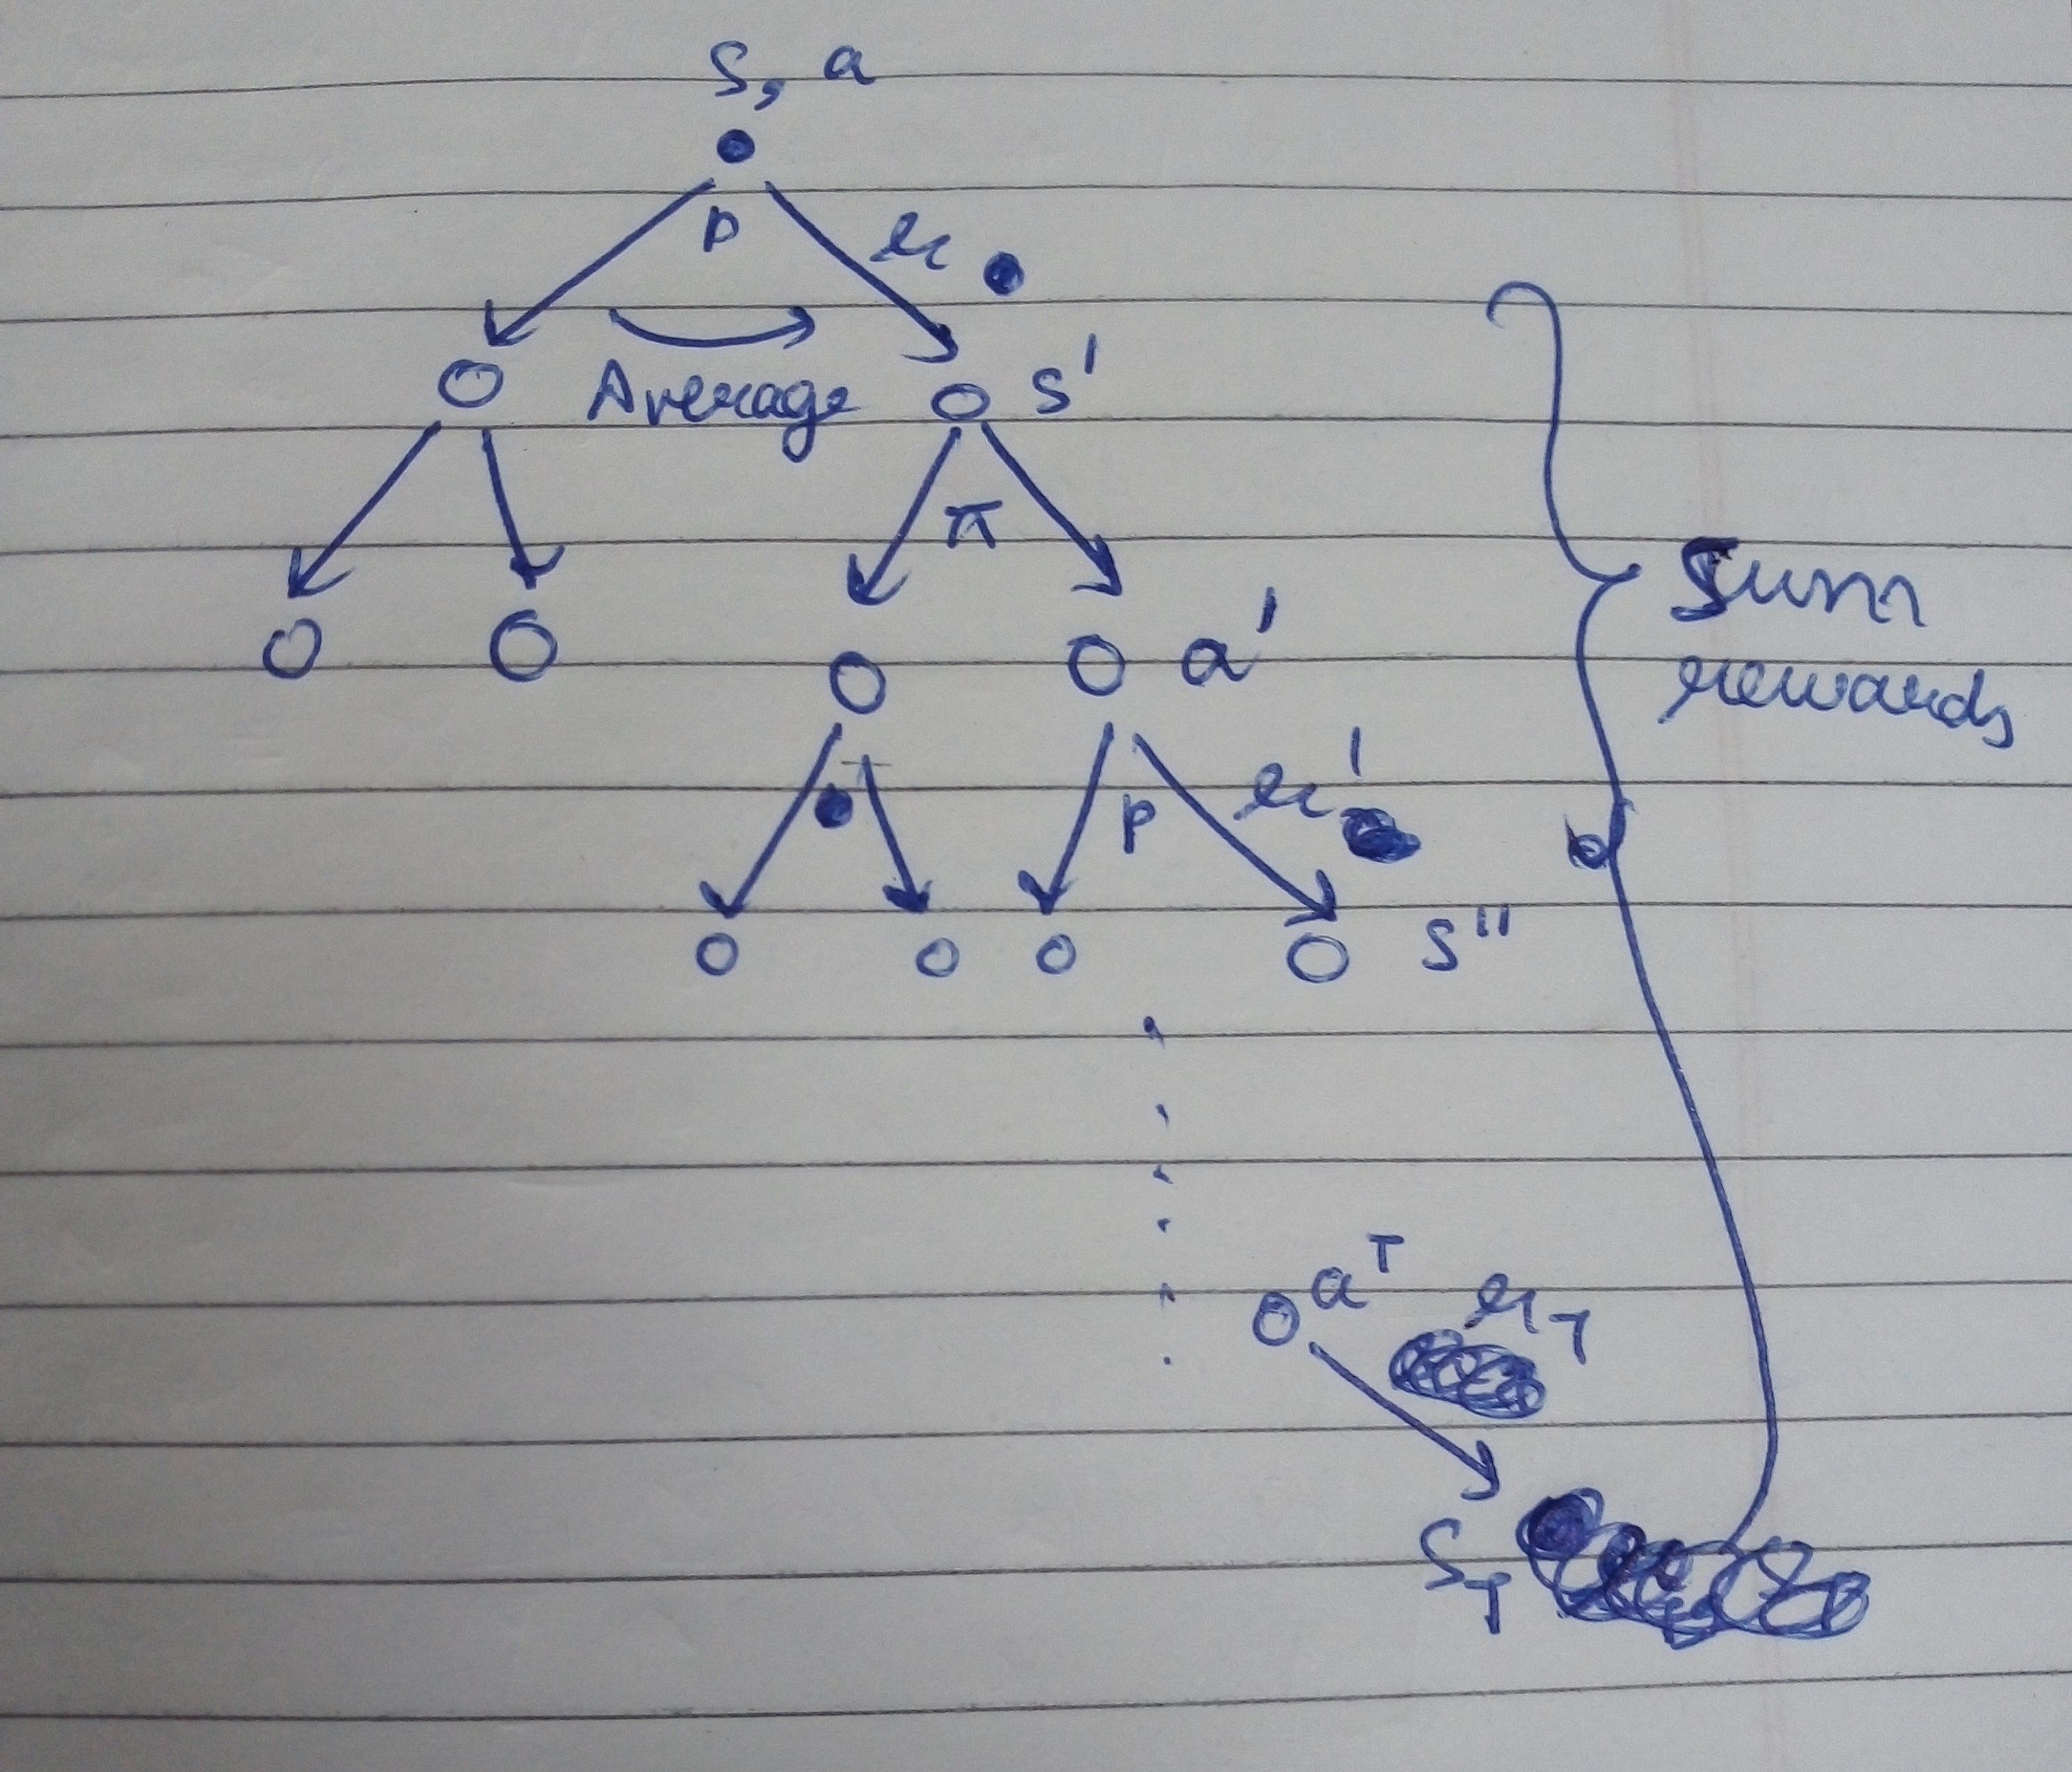 s, a
p r
Average s'
π
a'
Sum
rewards
p r'
s''
a^T r_T
s_T